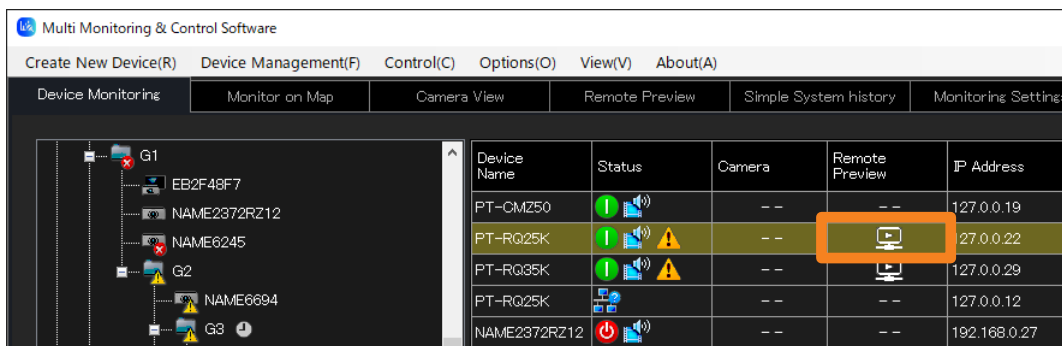 Multi Monitoring & Control Software
Create New Device(R) Device Management(F) Control(C) Options(O) View(V) About(A)
Device Monitoring Monitor on Map Camera View Remote Preview Simple System history Monitoring Setting
G1
EB2F48F7
NAME2372RZ12
NAME6245
G2
NAME6694
G3
Device Name Status Camera Remote Preview IP Address
PT-CMZ50 -- -- 127.0.0.19
PT-RQ25K -- 127.0.0.22
PT-RQ35K -- 127.0.0.29
PT-RQ25K -- -- 127.0.0.12
NAME2372RZ12 -- -- 192.168.0.27